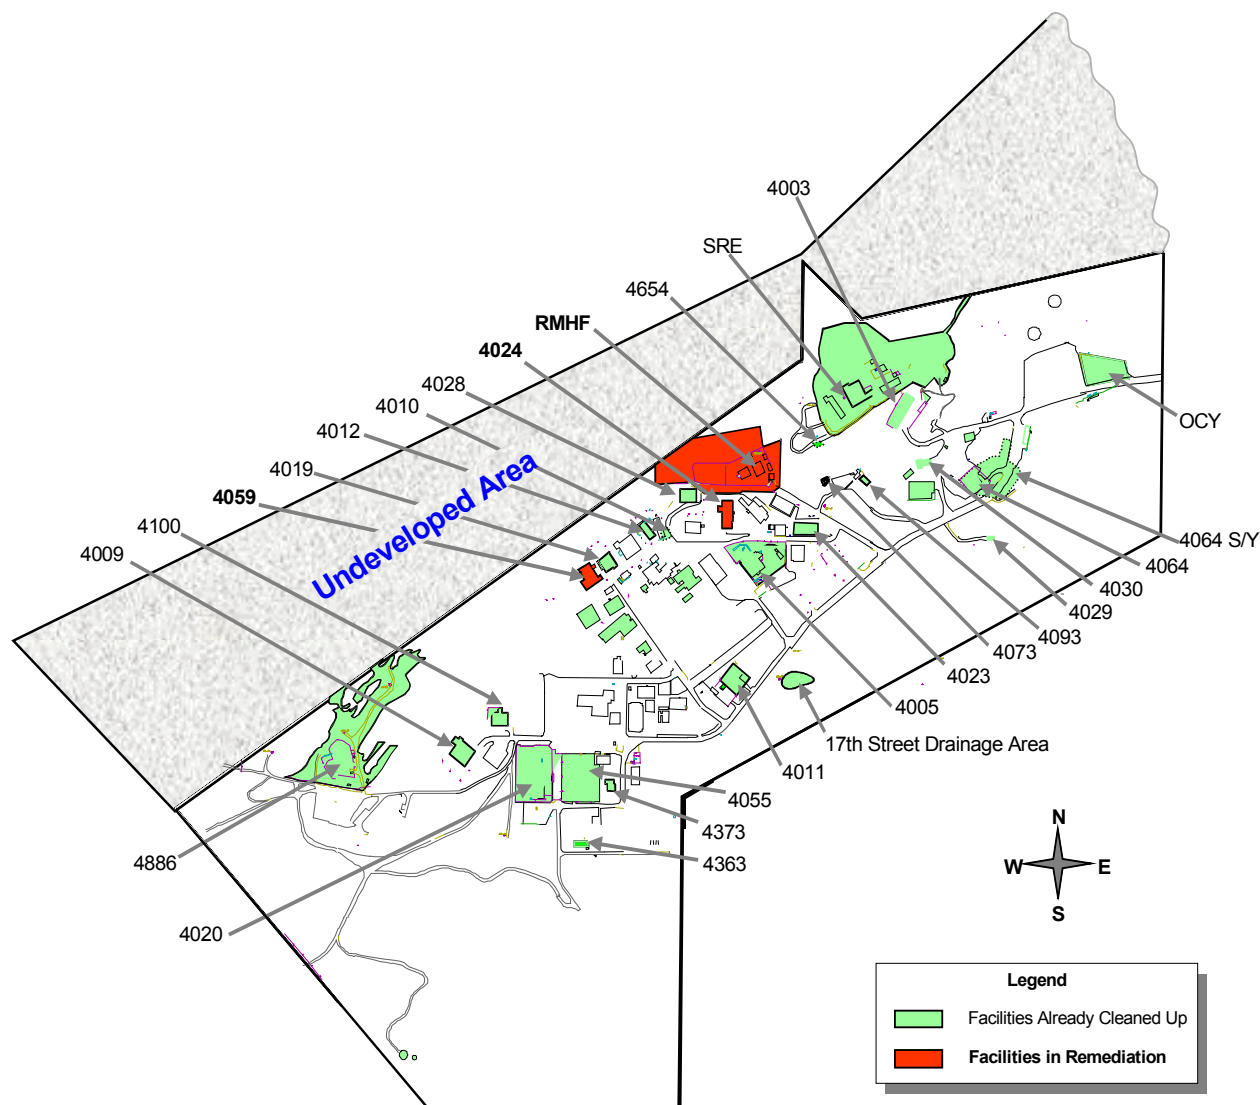 4003
SRE
4654
RMHF
4024
4028
4010
4012
4019
4059
4100
4009
Undeveloped Area
OCY
4064 S/Y
4064
4030
4029
4093
4073
4023
4005
17th Street Drainage Area
4011
4055
4373
4363
4886
4020
N
W
E
S
Legend
Facilities Already Cleaned Up
Facilities in Remediation